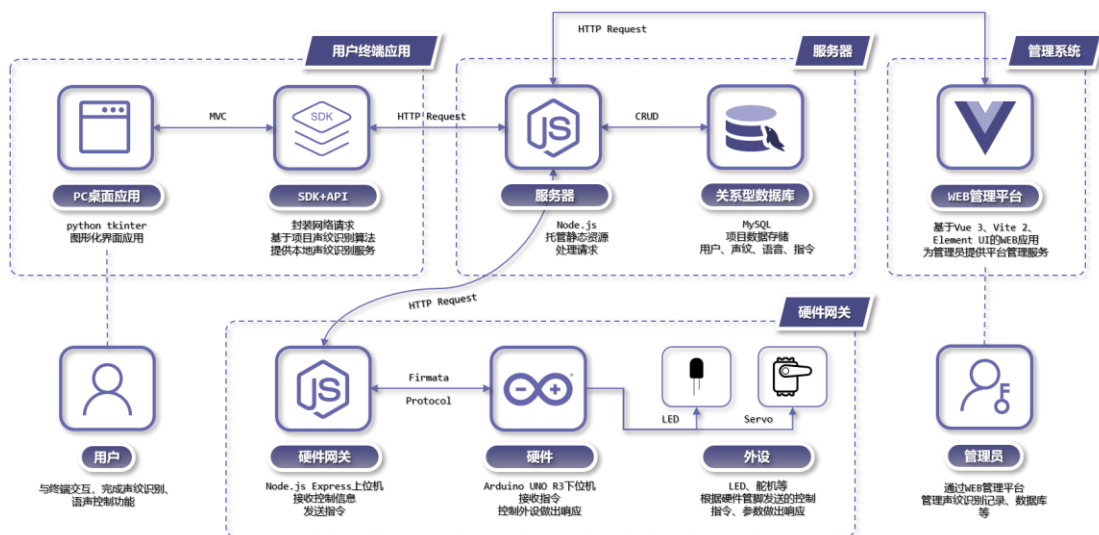 HTTP Request
用户终端应用
服务器
管理系统
SDK
JS
MVC
HTTP Request
CRUD
PC桌面应用
SDK+API
服务器
关系型数据库
WEB管理平台
python tkinter
图形化界面应用
封装网络请求
基于项目声纹识别算法
提供本地声纹识别服务
Node.js
托管静态资源
处理请求
MySQL
项目数据存储
用户、声纹、语音、指令
基于Vue 3、Vite 2、
Element UI的WEB应用
为管理员提供平台管理服务
HTTP Request
硬件网关
JS
Firmata
Protocol
LED
Servo
用户
硬件网关
硬件
外设
管理员
与终端交互，完成声纹识别、
语声控制功能
Node.js Express上位机
接收控制信息
发送指令
Arduino UNO R3下位机
接收指令
控制外设做出响应
LED、舵机等
根据硬件管脚发送的控制
指令、参数做出响应
通过WEB管理平台
管理声纹识别记录、数据库
等